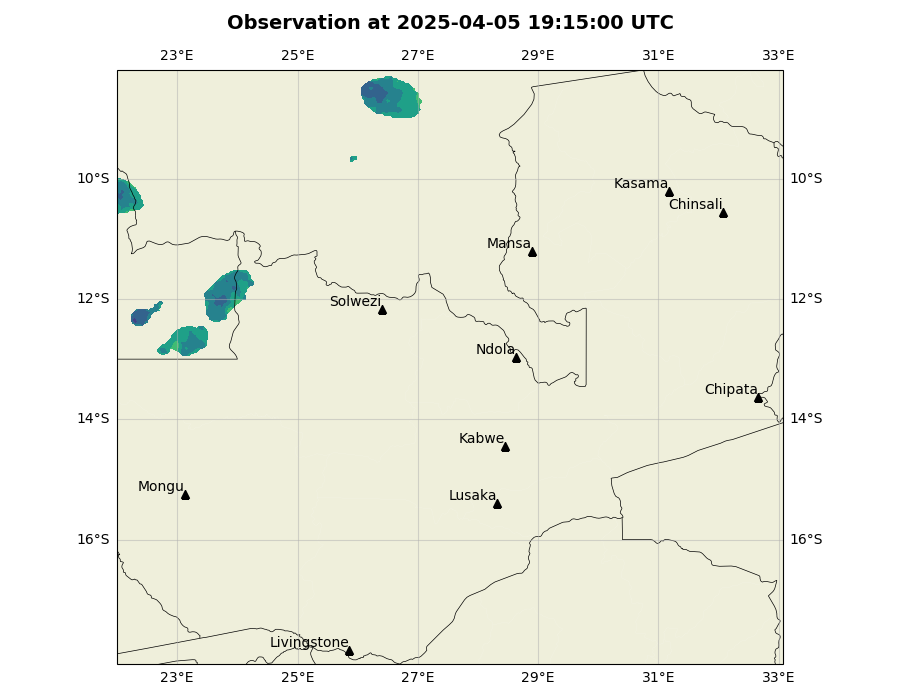 Observation at 2025-04-05 19:15:00 UTC
23°E 25°E 27°E 29°E 31°E 33°E
10°S 10°S
Kasama
Chinsali
Mansa
12°S 12°S
Solwezi
Ndola
Chipata
14°S 14°S
Kabwe
Mongu
Lusaka
16°S 16°S
Livingstone
23°E 25°E 27°E 29°E 31°E 33°E